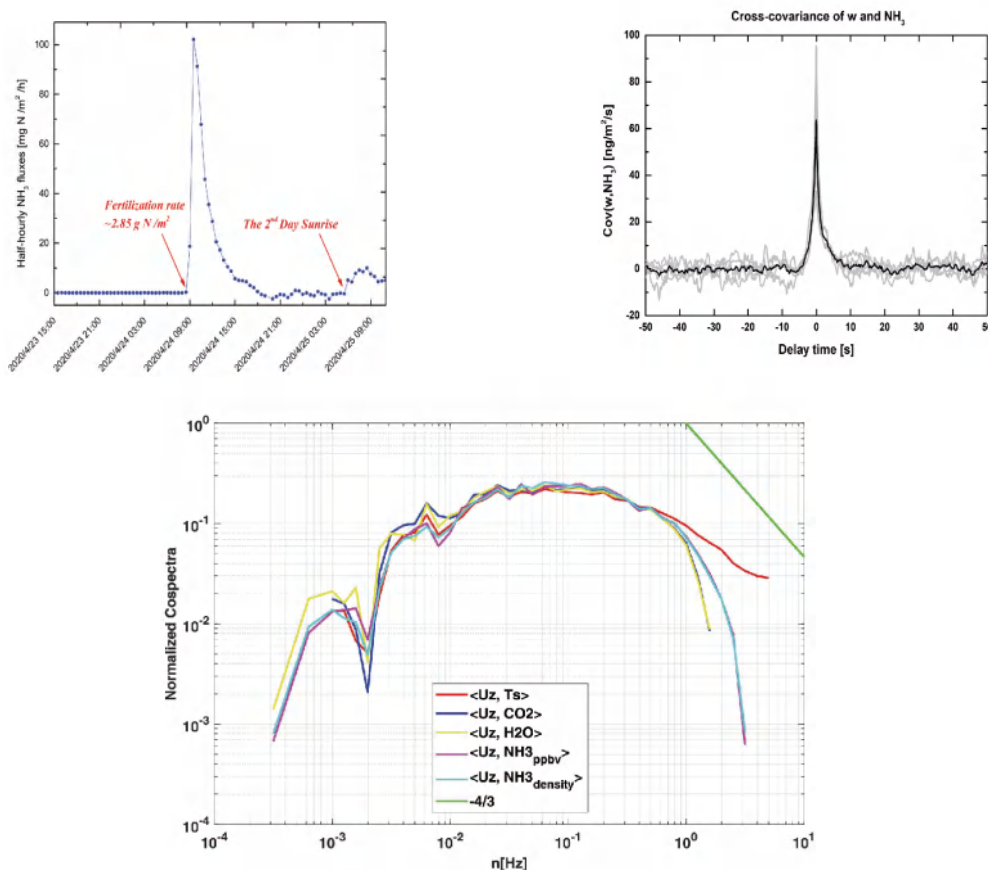 Half-hourly NH3 fluxes [mg N /m2 /h]
100
80
60
40
20
0
Fertilization rate
~2.85 g N /m2
The 2nd Day Sunrise
2020/4/23 15:00
2020/4/23 21:00
2020/4/24 03:00
2020/4/24 09:00
2020/4/24 15:00
2020/4/24 21:00
2020/4/25 03:00
2020/4/25 09:00
Cross-covariance of w and NH3
Cov(w,NH3) [ng/m2/s]
100
80
60
40
20
0
-20
-50 -40 -30 -20 -10 0 10 20 30 40 50
Delay time [s]
Normalized Cospectra
10^0
10^-1
10^-2
10^-3
10^-4
<Uz, Ts>
<Uz, CO2>
<Uz, H2O>
<Uz, NH3ppbv>
<Uz, NH3density>
-4/3
10^-4 10^-3 10^-2 10^-1 10^0 10^1
n[Hz]